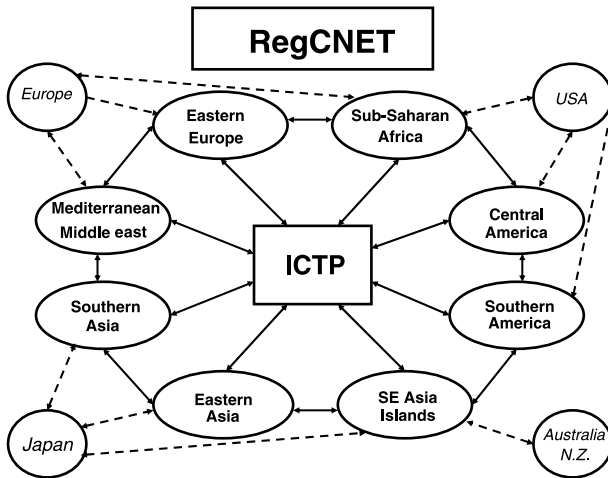 RegCNET
Europe
Eastern
Europe
Sub-Saharan
Africa
USA
Mediterranean
Middle east
ICTP
Central
America
Southern
Asia
Southern
America
Eastern
Asia
SE Asia
Islands
Japan
Australia
N.Z.